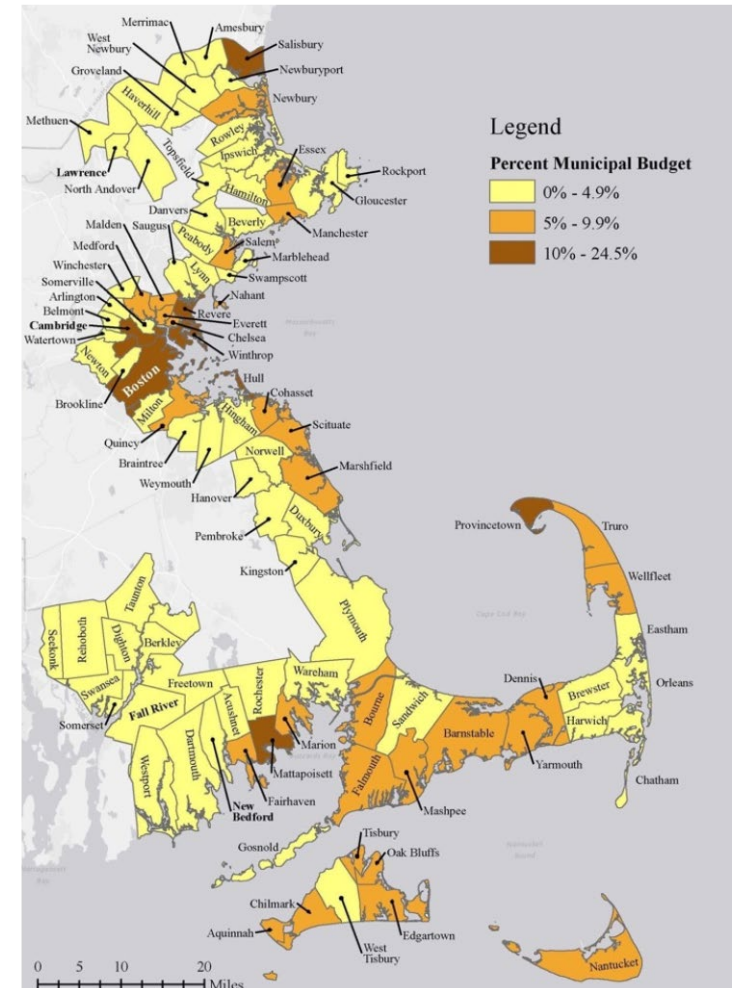 Merrimac
Amesbury
West
Newbury
Salisbury
Groveland
Newburyport
Haverhill
Newbury
Methuen
Rowley
Topsfield
Ipswich
Essex
Lawrence
North Andover
Rockport
Hamilton
Gloucester
Danvers
Malden
Saugus
Beverly
Manchester
Medford
Peabody
Salem
Winchester
Lynn
Marblehead
Somerville
Swampscott
Arlington
Nahant
Belmont
Revere
Cambridge
Everett
Watertown
Chelsea
Newton
Winthrop
Boston
Brookline
Hull
Milton
Cohasset
Hingham
Quincy
Scituate
Braintree
Norwell
Weymouth
Marshfield
Hanover
Duxbury
Pembroke
Kingston
Plymouth
Provincetown
Truro
Wellfleet
Eastham
Orleans
Brewster
Dennis
Harwich
Chatham
Taunton
Seekonk
Rehoboth
Dighton
Berkley
Swansea
Freetown
Rochester
Wareham
Somerset
Fall River
Acushnet
Bourne
Sandwich
Barnstable
Yarmouth
Marion
Westport
Dartmouth
Mattapoisett
Falmouth
Mashpee
Fairhaven
New
Bedford
Gosnold
Tisbury
Oak Bluffs
Chilmark
Aquinnah
Edgartown
West
Tisbury
Nantucket
Cape Cod Bay
Legend
Percent Municipal Budget
0% - 4.9%
5% - 9.9%
10% - 24.5%
0 5 10 20
Miles